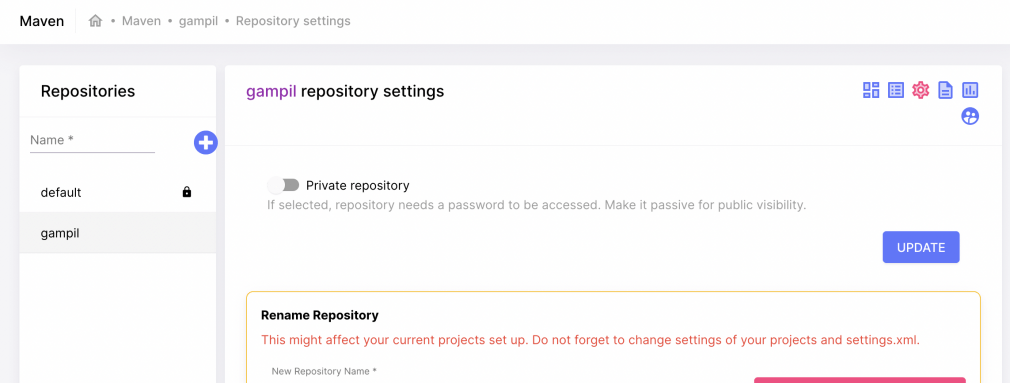 Maven • Maven • gampil • Repository settings
Repositories
Name *
default
gampil
gampil repository settings
Private repository
If selected, repository needs a password to be accessed. Make it passive for public visibility.
UPDATE
Rename Repository
This might affect your current projects set up. Do not forget to change settings of your projects and settings.xml.
New Repository Name *